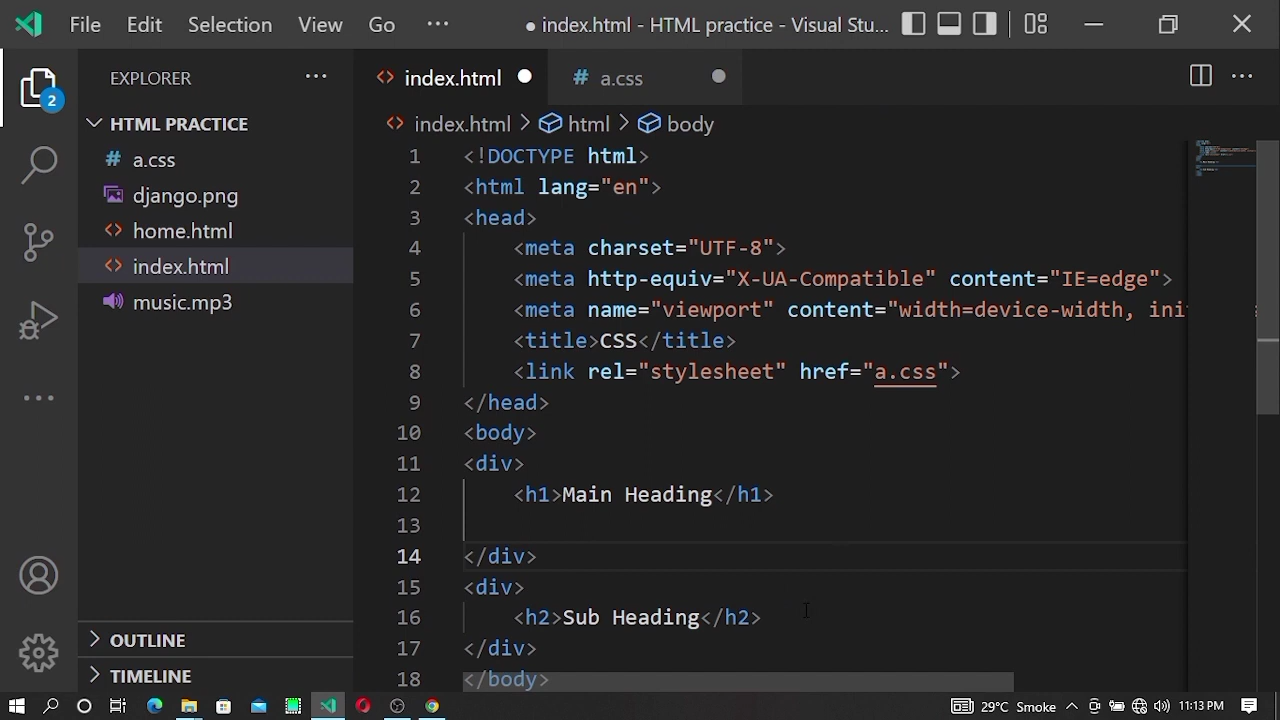 File Edit Selection View Go ··· ● index.html - HTML practice - Visual Stu...
EXPLORER ···
index.html
# a.css
2
HTML PRACTICE
index.html > html > body
# a.css
django.png
home.html
index.html
music.mp3
1 <!DOCTYPE html>
2 <html lang="en">
3 <head>
4 <meta charset="UTF-8">
5 <meta http-equiv="X-UA-Compatible" content="IE=edge">
6 <meta name="viewport" content="width=device-width, ini
7 <title>CSS</title>
8 <link rel="stylesheet" href="a.css">
9 </head>
10 <body>
11 <div>
12 <h1>Main Heading</h1>
13
14 </div>
15 <div>
16 <h2>Sub Heading</h2>
17 </div>
18 </body>
OUTLINE
TIMELINE
29°C Smoke 11:13 PM